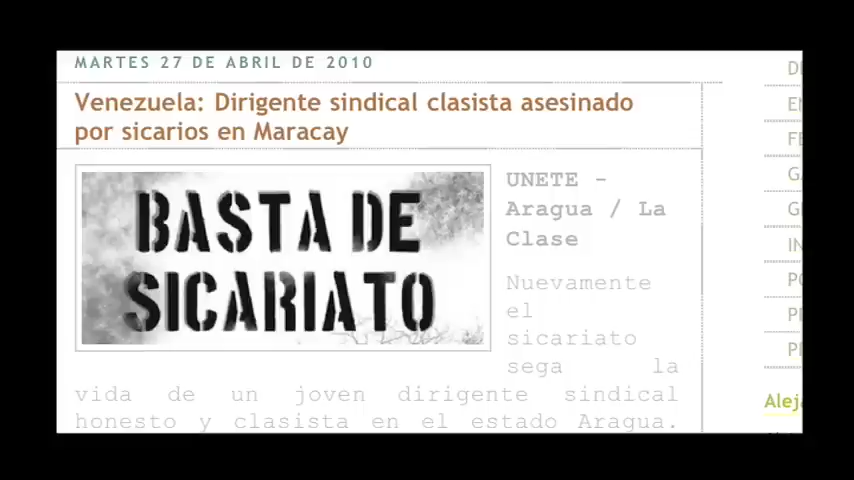 MARTES 27 DE ABRIL DE 2010
Venezuela: Dirigente sindical clasista asesinado
por sicarios en Maracay
BASTA DE
SICARIATO
UNETE -
Aragua / La
Clase
Nuevamente
el
sicariato
sega la
vida de un joven dirigente sindical
honesto y clasista en el estado Aragua.
Alej